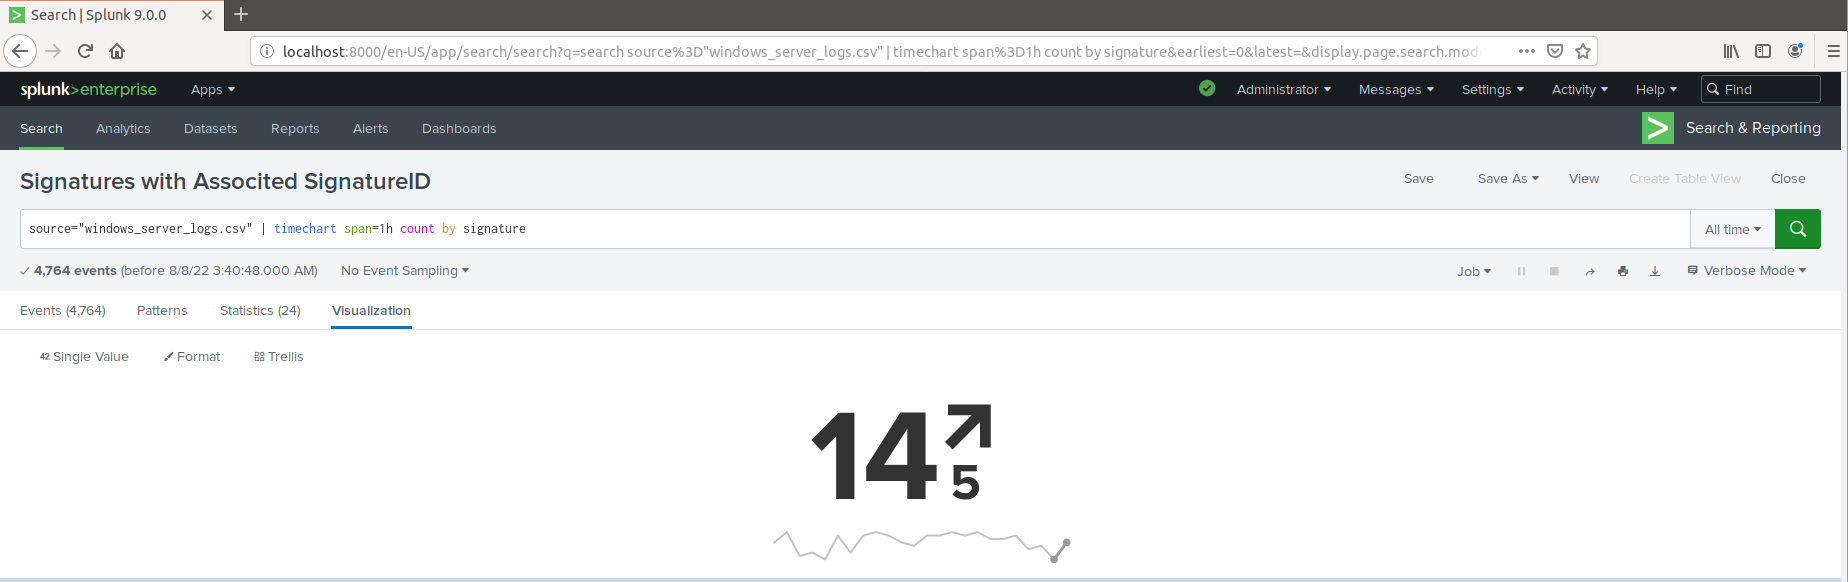 Search | Splunk 9.0.0
localhost:8000/en-US/app/search/search?q=search source%3D"windows_server_logs.csv" | timechart span%3D1h count by signature&earliest=0&latest=&display.page.search.mod
splunk>enterprise Apps Administrator Messages Settings Activity Help Find
Search Analytics Datasets Reports Alerts Dashboards Search & Reporting
Signatures with Associted SignatureID Save Save As View Create Table View Close
source="windows_server_logs.csv" | timechart span=1h count by signature All time
4,764 events (before 8/8/22 3:40:48.000 AM) No Event Sampling Job Verbose Mode
Events (4,764) Patterns Statistics (24) Visualization
42 Single Value Format Trellis
14
5